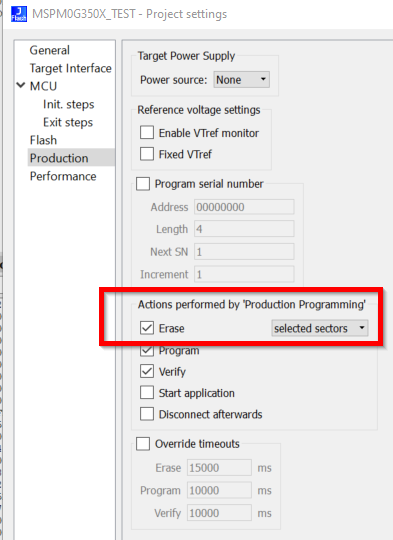 J Flash
MSPM0G350X_TEST - Project settings
General
Target Interface
MCU
Init. steps
Exit steps
Flash
Production
Performance
Target Power Supply
Power source: None
Reference voltage settings
Enable VTref monitor
Fixed VTref
Program serial number
Address 00000000
Length 4
Next SN 1
Increment 1
Actions performed by 'Production Programming'
Erase selected sectors
Program
Verify
Start application
Disconnect afterwards
Override timeouts
Erase 15000 ms
Program 10000 ms
Verify 10000 ms